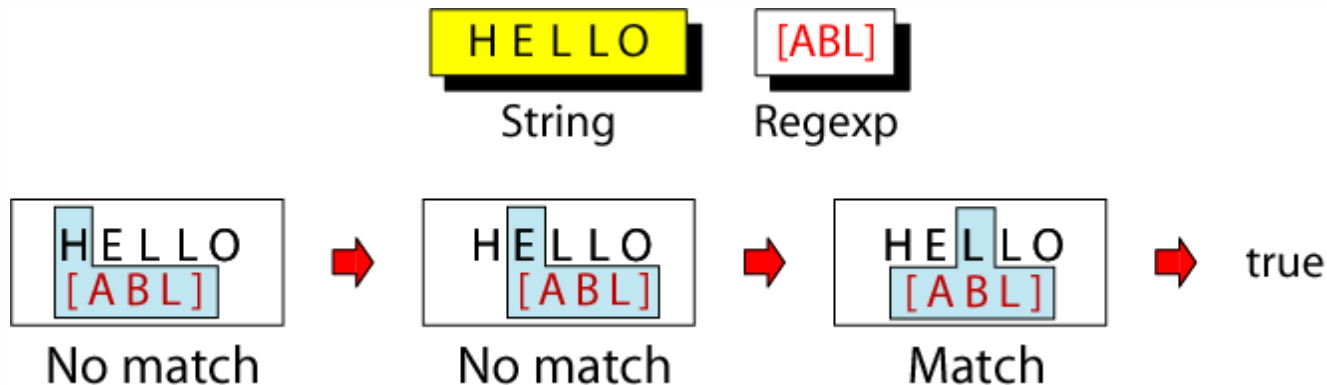 HELLO [ABL]
String Regexp
HELLO HELLO HELLO
[ABL] [ABL] [ABL] true
No match No match Match